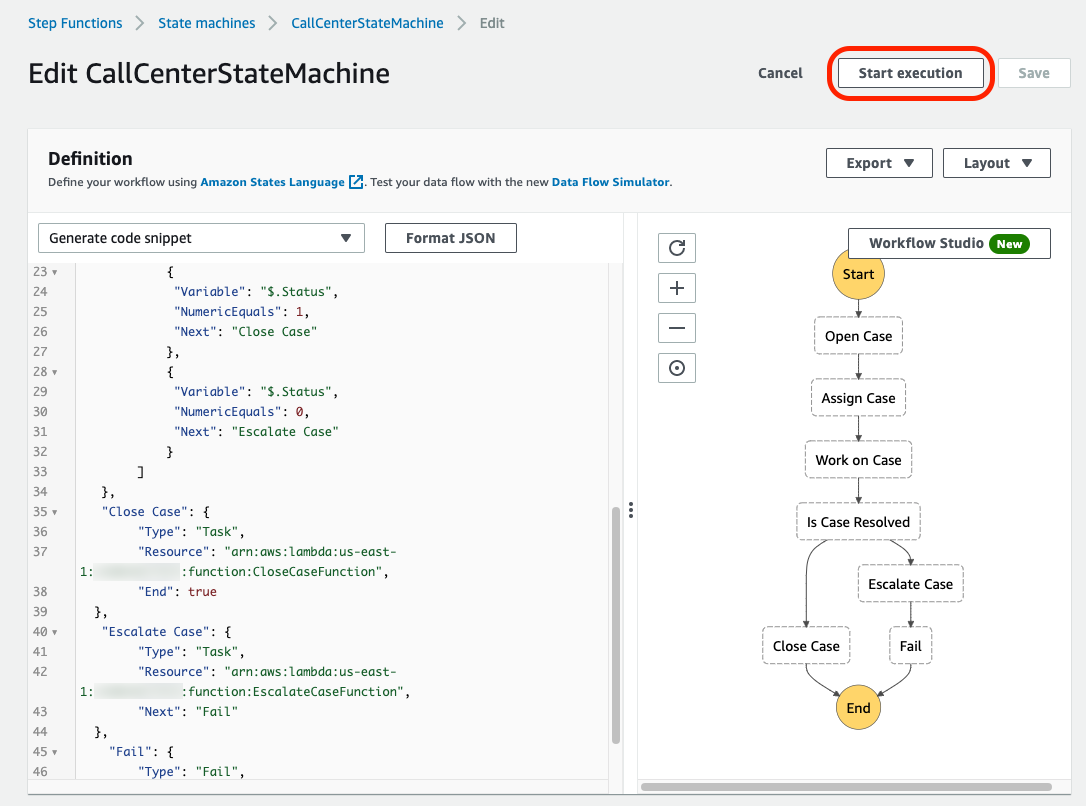 Step Functions > State machines > CallCenterStateMachine > Edit
Edit CallCenterStateMachine
Cancel
Start execution
Save
Definition
Define your workflow using Amazon States Language. Test your data flow with the new Data Flow Simulator.
Export
Layout
Generate code snippet
Format JSON
23 {
24 "Variable": "$.Status",
25 "NumericEquals": 1,
26 "Next": "Close Case"
27 },
28 {
29 "Variable": "$.Status",
30 "NumericEquals": 0,
31 "Next": "Escalate Case"
32 }
33 ]
34 },
35 "Close Case": {
36 "Type": "Task",
37 "Resource": "arn:aws:lambda:us-east-
1: :function:CloseCaseFunction",
38 "End": true
39 },
40 "Escalate Case": {
41 "Type": "Task",
42 "Resource": "arn:aws:lambda:us-east-
1: :function:EscalateCaseFunction",
43 "Next": "Fail"
44 },
45 "Fail": {
46 "Type": "Fail",
Workflow Studio New
Start
Open Case
Assign Case
Work on Case
Is Case Resolved
Escalate Case
Close Case
Fail
End